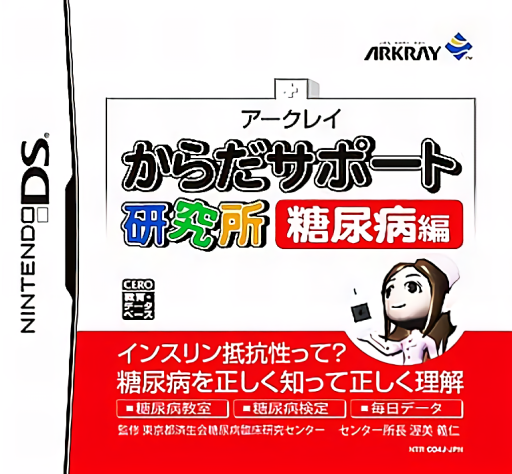 ARKRAY
アークレイ
からだサポート
研究所 糖尿病編
NINTENDO DS®
CERO
教育・データベース
インスリン抵抗性って?
糖尿病を正しく知って正しく理解
■糖尿病教室 ■糖尿病検定 ■毎日データ
監修 東京都済生会糖尿病臨床研究センター センター所長 渥美 義仁
NTR-CO4J-JPN